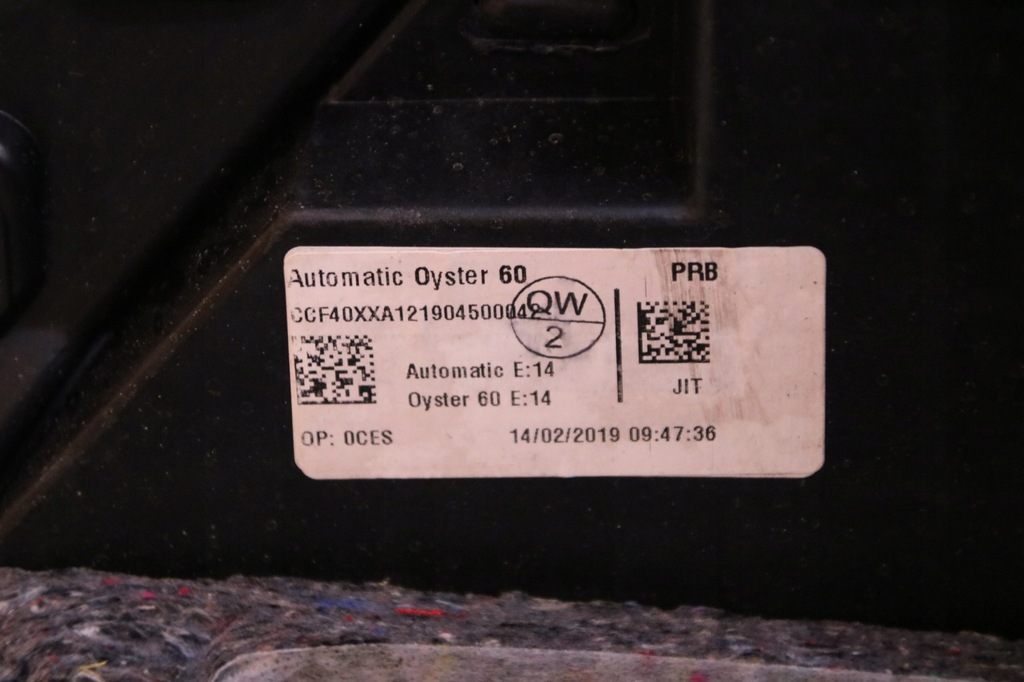 Automatic Oyster 60
PRB
CCF40XXA121904500042
QW
2
Automatic E:14
JIT
Oyster 60 E:14
OP: 0CES
14/02/2019 09:47:36